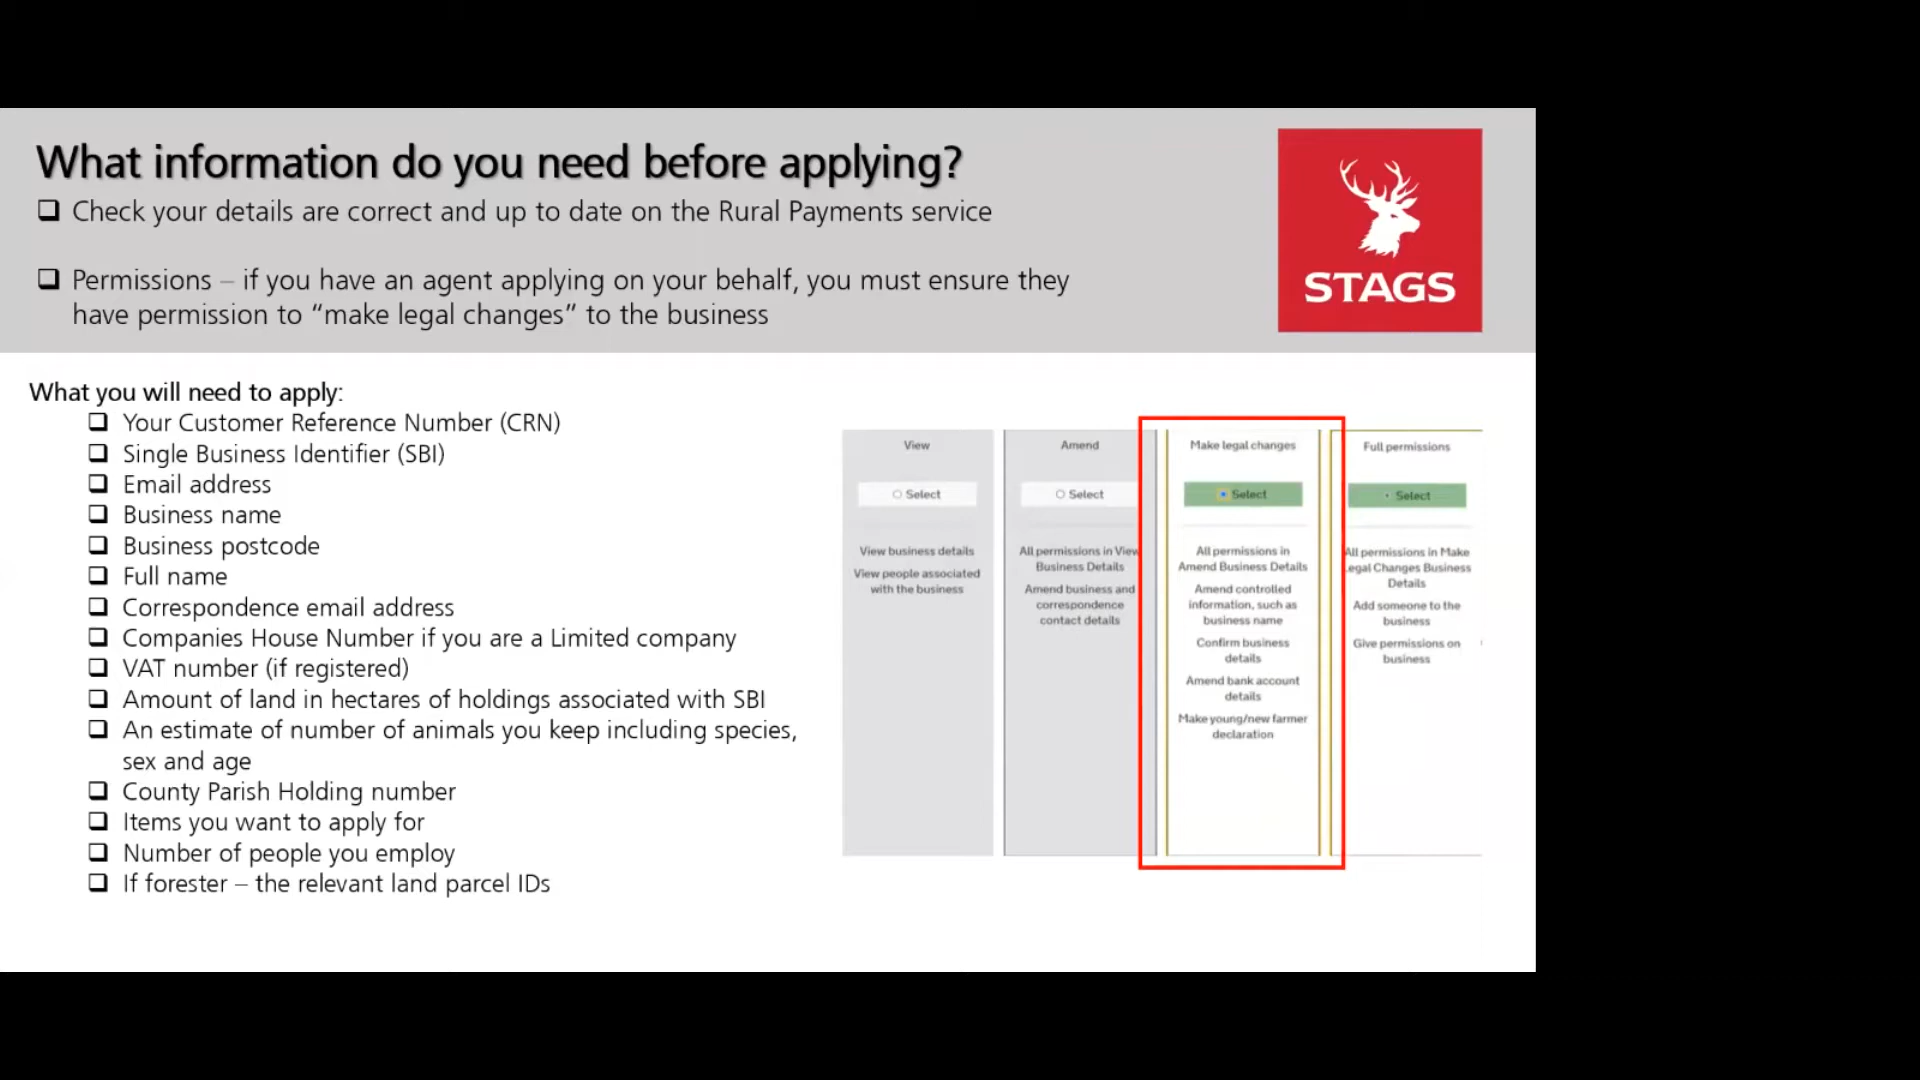 What information do you need before applying?
❑ Check your details are correct and up to date on the Rural Payments service
❑ Permissions – if you have an agent applying on your behalf, you must ensure they
have permission to “make legal changes” to the business
STAGS
What you will need to apply:
❑ Your Customer Reference Number (CRN)
❑ Single Business Identifier (SBI)
❑ Email address
❑ Business name
❑ Business postcode
❑ Full name
❑ Correspondence email address
❑ Companies House Number if you are a Limited company
❑ VAT number (if registered)
❑ Amount of land in hectares of holdings associated with SBI
❑ An estimate of number of animals you keep including species,
sex and age
❑ County Parish Holding number
❑ Items you want to apply for
❑ Number of people you employ
❑ If forester – the relevant land parcel IDs
View
Select
View business details
View people associated
with the business
Amend
Select
All permissions in View
Business Details
Amend business and
correspondence
contact details
Make legal changes
Select
All permissions in
Amend Business Details
Amend controlled
information, such as
business name
Confirm business
details
Amend bank account
details
Make young/new farmer
declaration
Full permissions
Select
All permissions in Make
egal Changes Business
Details
Add someone to the
business
Give permissions on
business